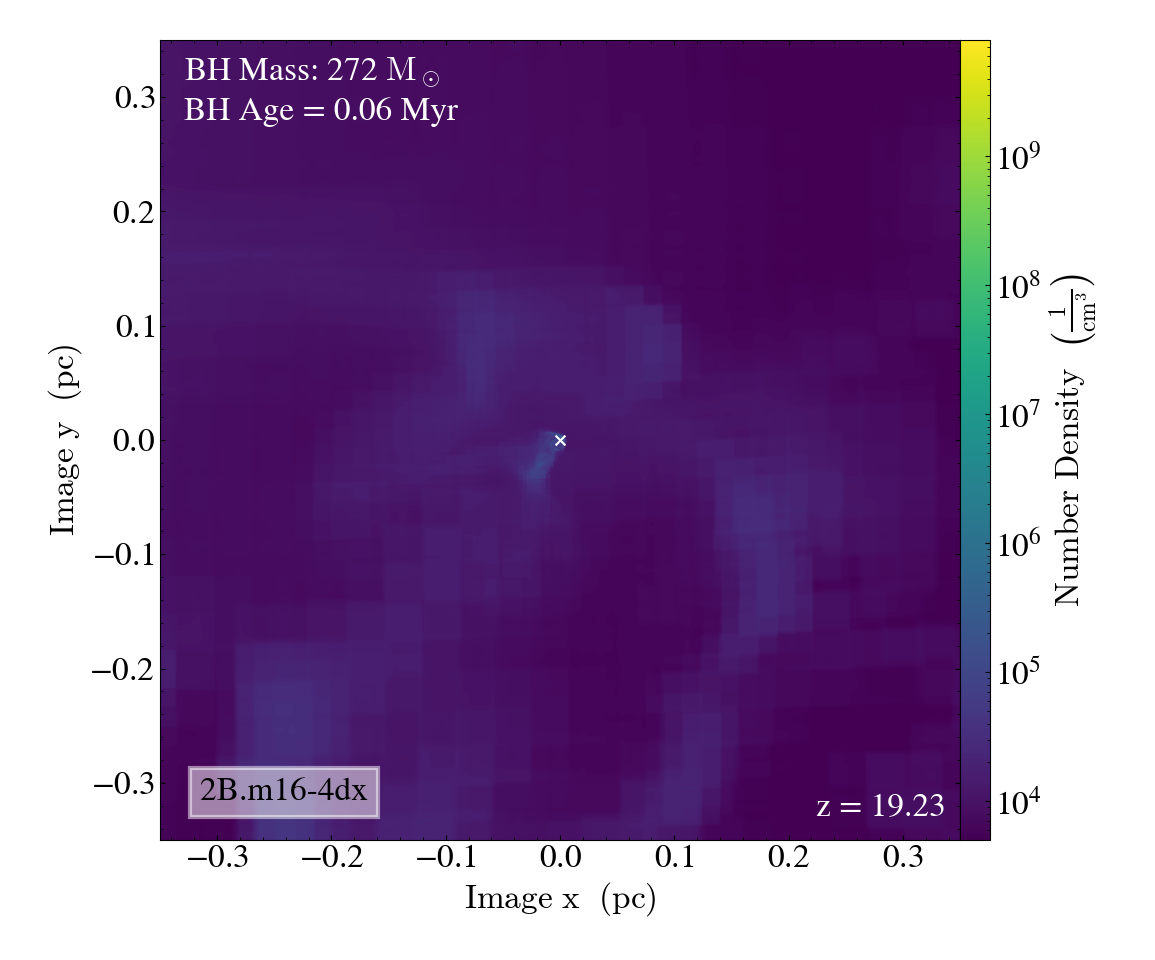 BH Mass: 272 M⊙
BH Age = 0.06 Myr
0.3
0.2
0.1
0.0
−0.1
−0.2
−0.3
Image y (pc)
2B.m16-4dx
z = 19.23
−0.3 −0.2 −0.1 0.0 0.1 0.2 0.3
Image x (pc)
10⁹
10⁸
10⁷
10⁶
10⁵
10⁴
Number Density (1/cm³)